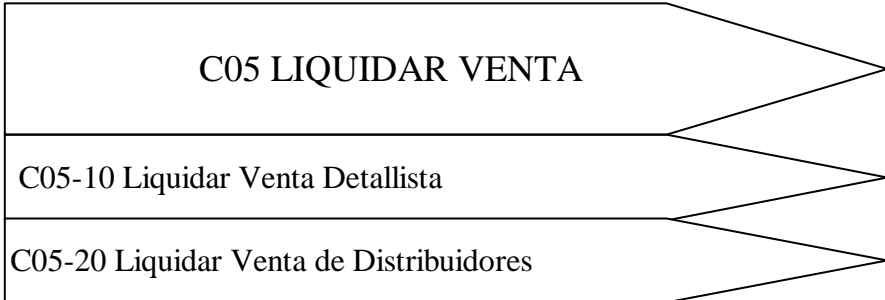 C05 LIQUIDAR VENTA
C05-10 Liquidar Venta Detallista
C05-20 Liquidar Venta de Distribuidores